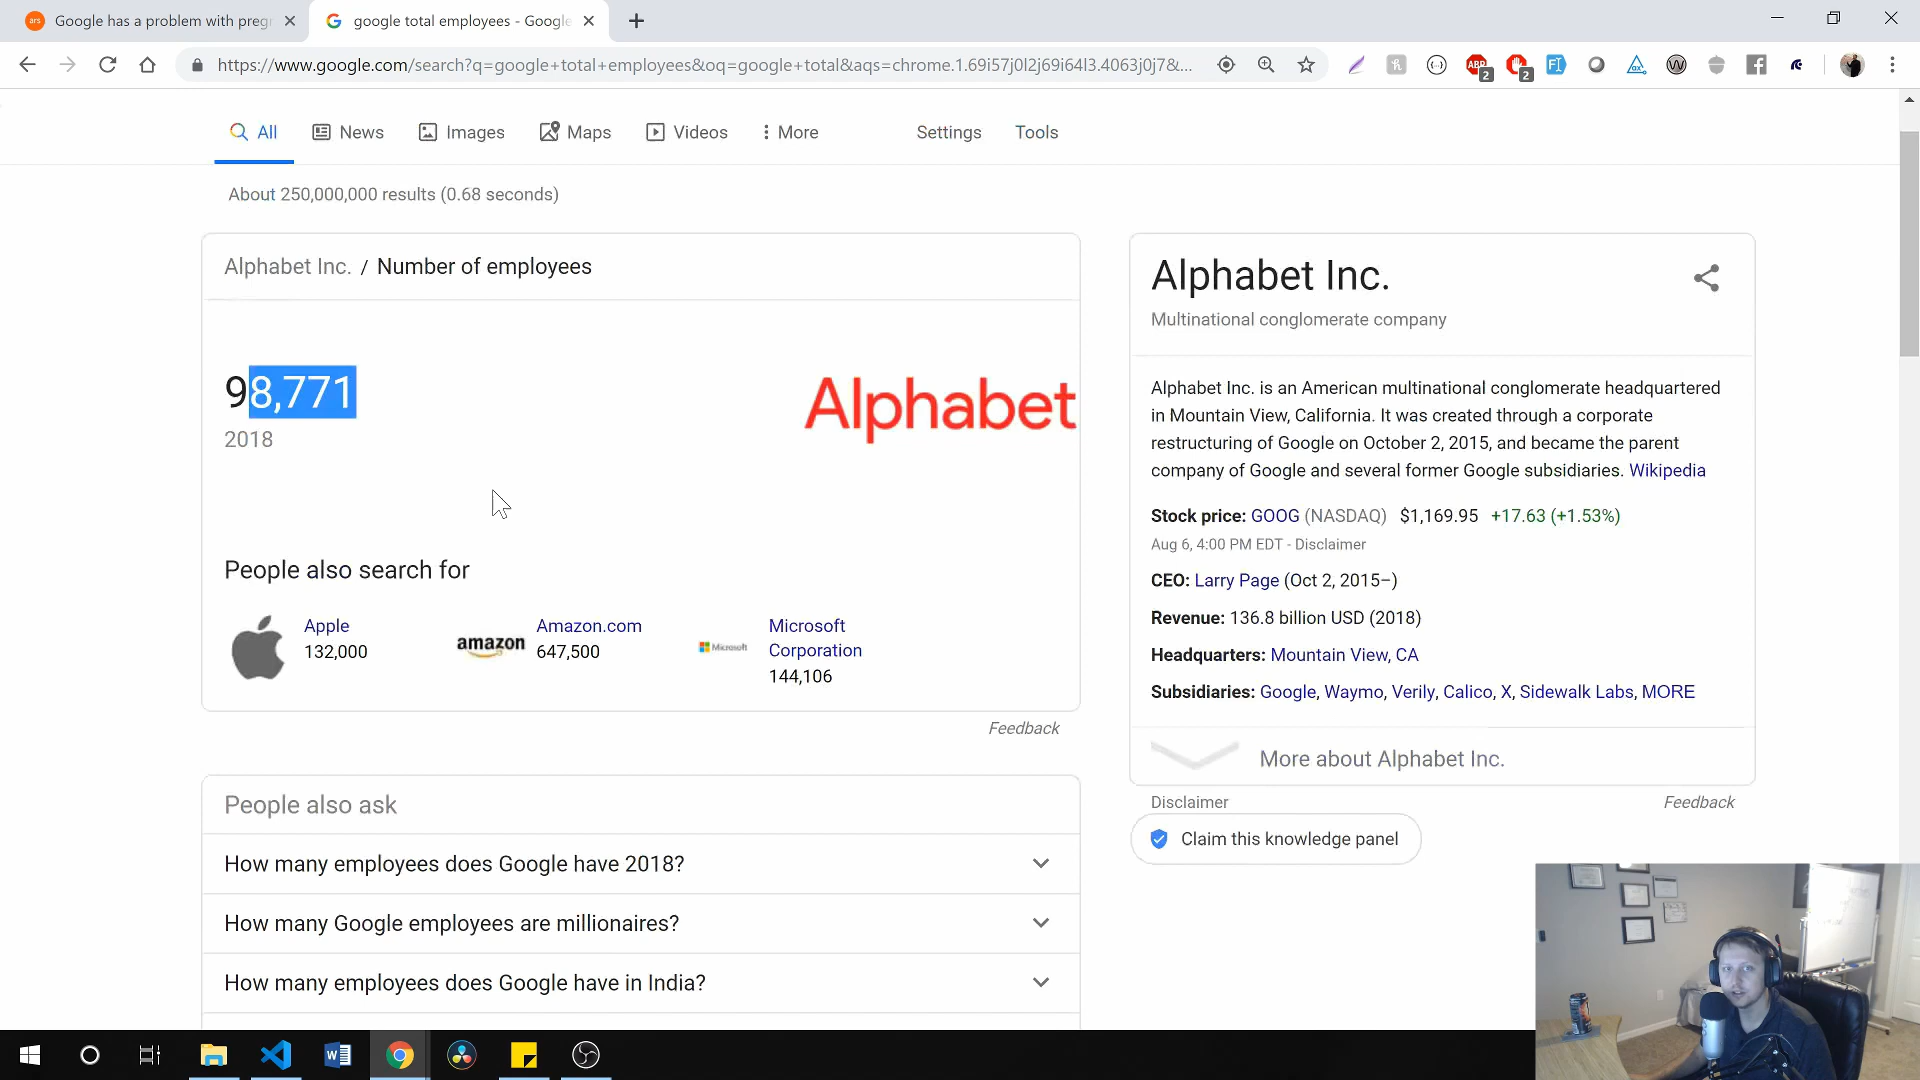 Google has a problem with preg
google total employees - Google
https://www.google.com/search?q=google+total+employees&oq=google+total&aqs=chrome.1.69i57j0l2j69i64l3.4063j0j7&...
All
News
Images
Maps
Videos
More
Settings
Tools
About 250,000,000 results (0.68 seconds)
Alphabet Inc. / Number of employees
98,771
2018
Alphabet
People also search for
Apple
132,000
amazon
Amazon.com
647,500
Microsoft
Microsoft
Corporation
144,106
Feedback
People also ask
How many employees does Google have 2018?
How many Google employees are millionaires?
How many employees does Google have in India?
Alphabet Inc.
Multinational conglomerate company
Alphabet Inc. is an American multinational conglomerate headquartered
in Mountain View, California. It was created through a corporate
restructuring of Google on October 2, 2015, and became the parent
company of Google and several former Google subsidiaries. Wikipedia
Stock price: GOOG (NASDAQ) $1,169.95 +17.63 (+1.53%)
Aug 6, 4:00 PM EDT - Disclaimer
CEO: Larry Page (Oct 2, 2015–)
Revenue: 136.8 billion USD (2018)
Headquarters: Mountain View, CA
Subsidiaries: Google, Waymo, Verily, Calico, X, Sidewalk Labs, MORE
More about Alphabet Inc.
Disclaimer
Feedback
Claim this knowledge panel